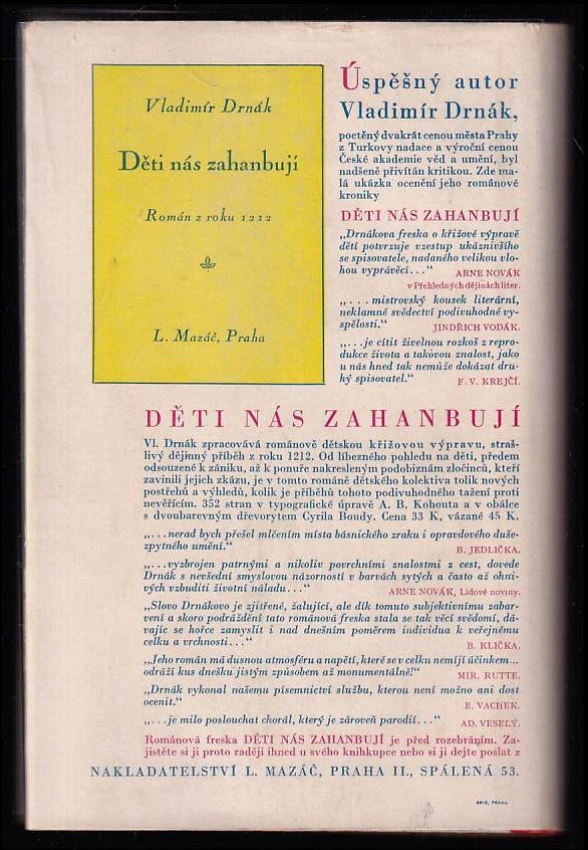 Vladimír Drnák
Děti nás zahanbují
Román z roku 1212
L. Mazáč, Praha
Úspěšný autor
Vladimír Drnák,
poctěný dvakrát cenou města Prahy
z Turkovy nadace a výroční cenou
České akademie věd a umění, byl
nadšeně přivítán kritikou. Zde ma-
lá ukázka ocenění jeho románové
kroniky
DĚTI NÁS ZAHANBUJÍ
„Drnákova freska o křížové výpravě
dětí potvrzuje vzestup ukázněného
se spisovatele, nadaného velikou vlo-
hou vypravěčí..."
ARNE NOVÁK
v Přehledných dějinách liter.
„... mistrovský kousek literární,
neklamné svědectví podivuhodné vy-
spělosti."
JINDŘICH VODÁK.
„...je cítit živelnou rozkoš z repro-
dukce života a takovou znalost, jako
u nás hned tak nemůže dokázat dru-
hý spisovatel."
F. V. KREJČÍ.
DĚTI NÁS ZAHANBUJÍ
Vl. Drnák zpracovává románově dětskou křížovou výpravu, straš-
livý dějinný příběh z roku 1212. Od líbezného pohledu na děti, předem
odsouzené k zániku, až k ponuře nakresleným podobiznám zločinců, kteří
zavinili jejich zkázu, je v tomto románě dětského kolektiva tolik nových
postřehů a výhledů, kolik je příběhů tohoto podivuhodného tažení proti
nevěřícím. 352 stran v typografické úpravě A. B. Kohouta a v obálce
s dvoubarevným dřevorytem Cyrila Boudy. Cena 33 K, vázané 45 K.
„...nerad bych přešel mlčením místa básnického zraku i opravdového duše-
zpytného umění."
B. JEDLIČKA.
„...vyzbrojen patrnými a nikoliv povrchními znalostmi z cest, dovede
Drnák s nevšední smyslovou názorností v barvách sytých a často až ohni-
vých vzbuditi životní náladu..."
ARNE NOVÁK, Lidové noviny.
„Slovo Drnákovo je zjitřené, žalující, ale dík tomuto subjektivnímu zabar-
vení a skoro podráždění tato románová freska stala se tak věcí svědomí, dá-
vajíc se hořce zamyslit i nad dnešním poměrem individua k veřejnému
celku a vrchnosti..."
B. KLIČKA.
„Jeho román má dusnou atmosféru a napětí, které se v celku nemíjí účinkem...
odráží kus dnešku jistým způsobem až monumentálně."
MIR. RUTTE.
„Drnák vykonal našemu písemnictví službu, kterou není možno ani dost
ocenit."
E. VACHEK.
„...je milo poslouchat chorál, který je zároveň parodií..."
AD. VESELÝ.
Románová freska DĚTI NÁS ZAHANBUJÍ je před rozebráním. Za-
jistěte si ji proto raději ihned u svého knihkupce nebo si ji dejte poslat z
NAKLADATELSTVÍ L. MAZÁČ, PRAHA II., SPÁLENÁ 53.